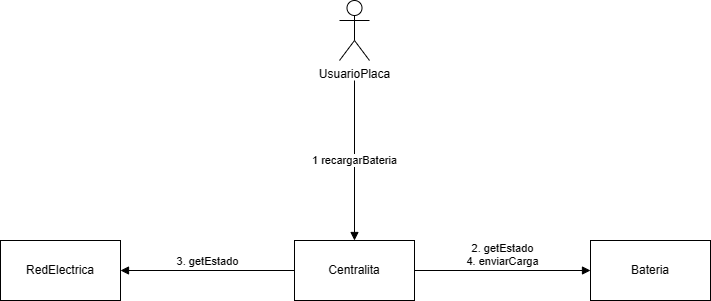 UsuarioPlaca
1 recargarBateria
2. getEstado
4. enviarCarga
3. getEstado
RedElectrica
Centralita
Bateria